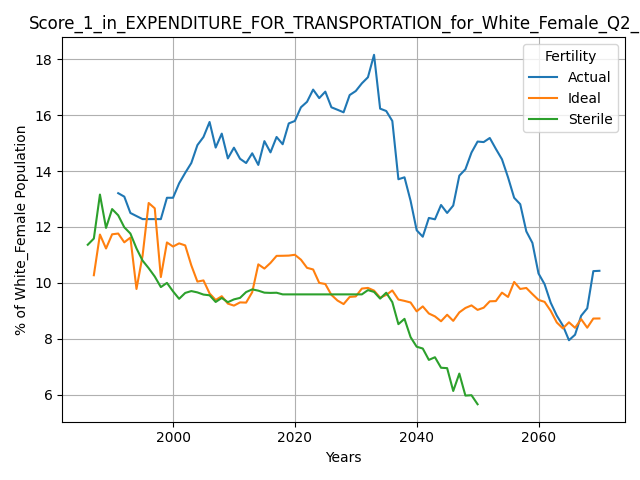 Score_1_in_EXPENDITURE_FOR_TRANSPORTATION_for_White_Female_Q2_
% of White_Female Population
18
16
14
12
10
8
6
Fertility
Actual
Ideal
Sterile
2000 2020 2040 2060
Years